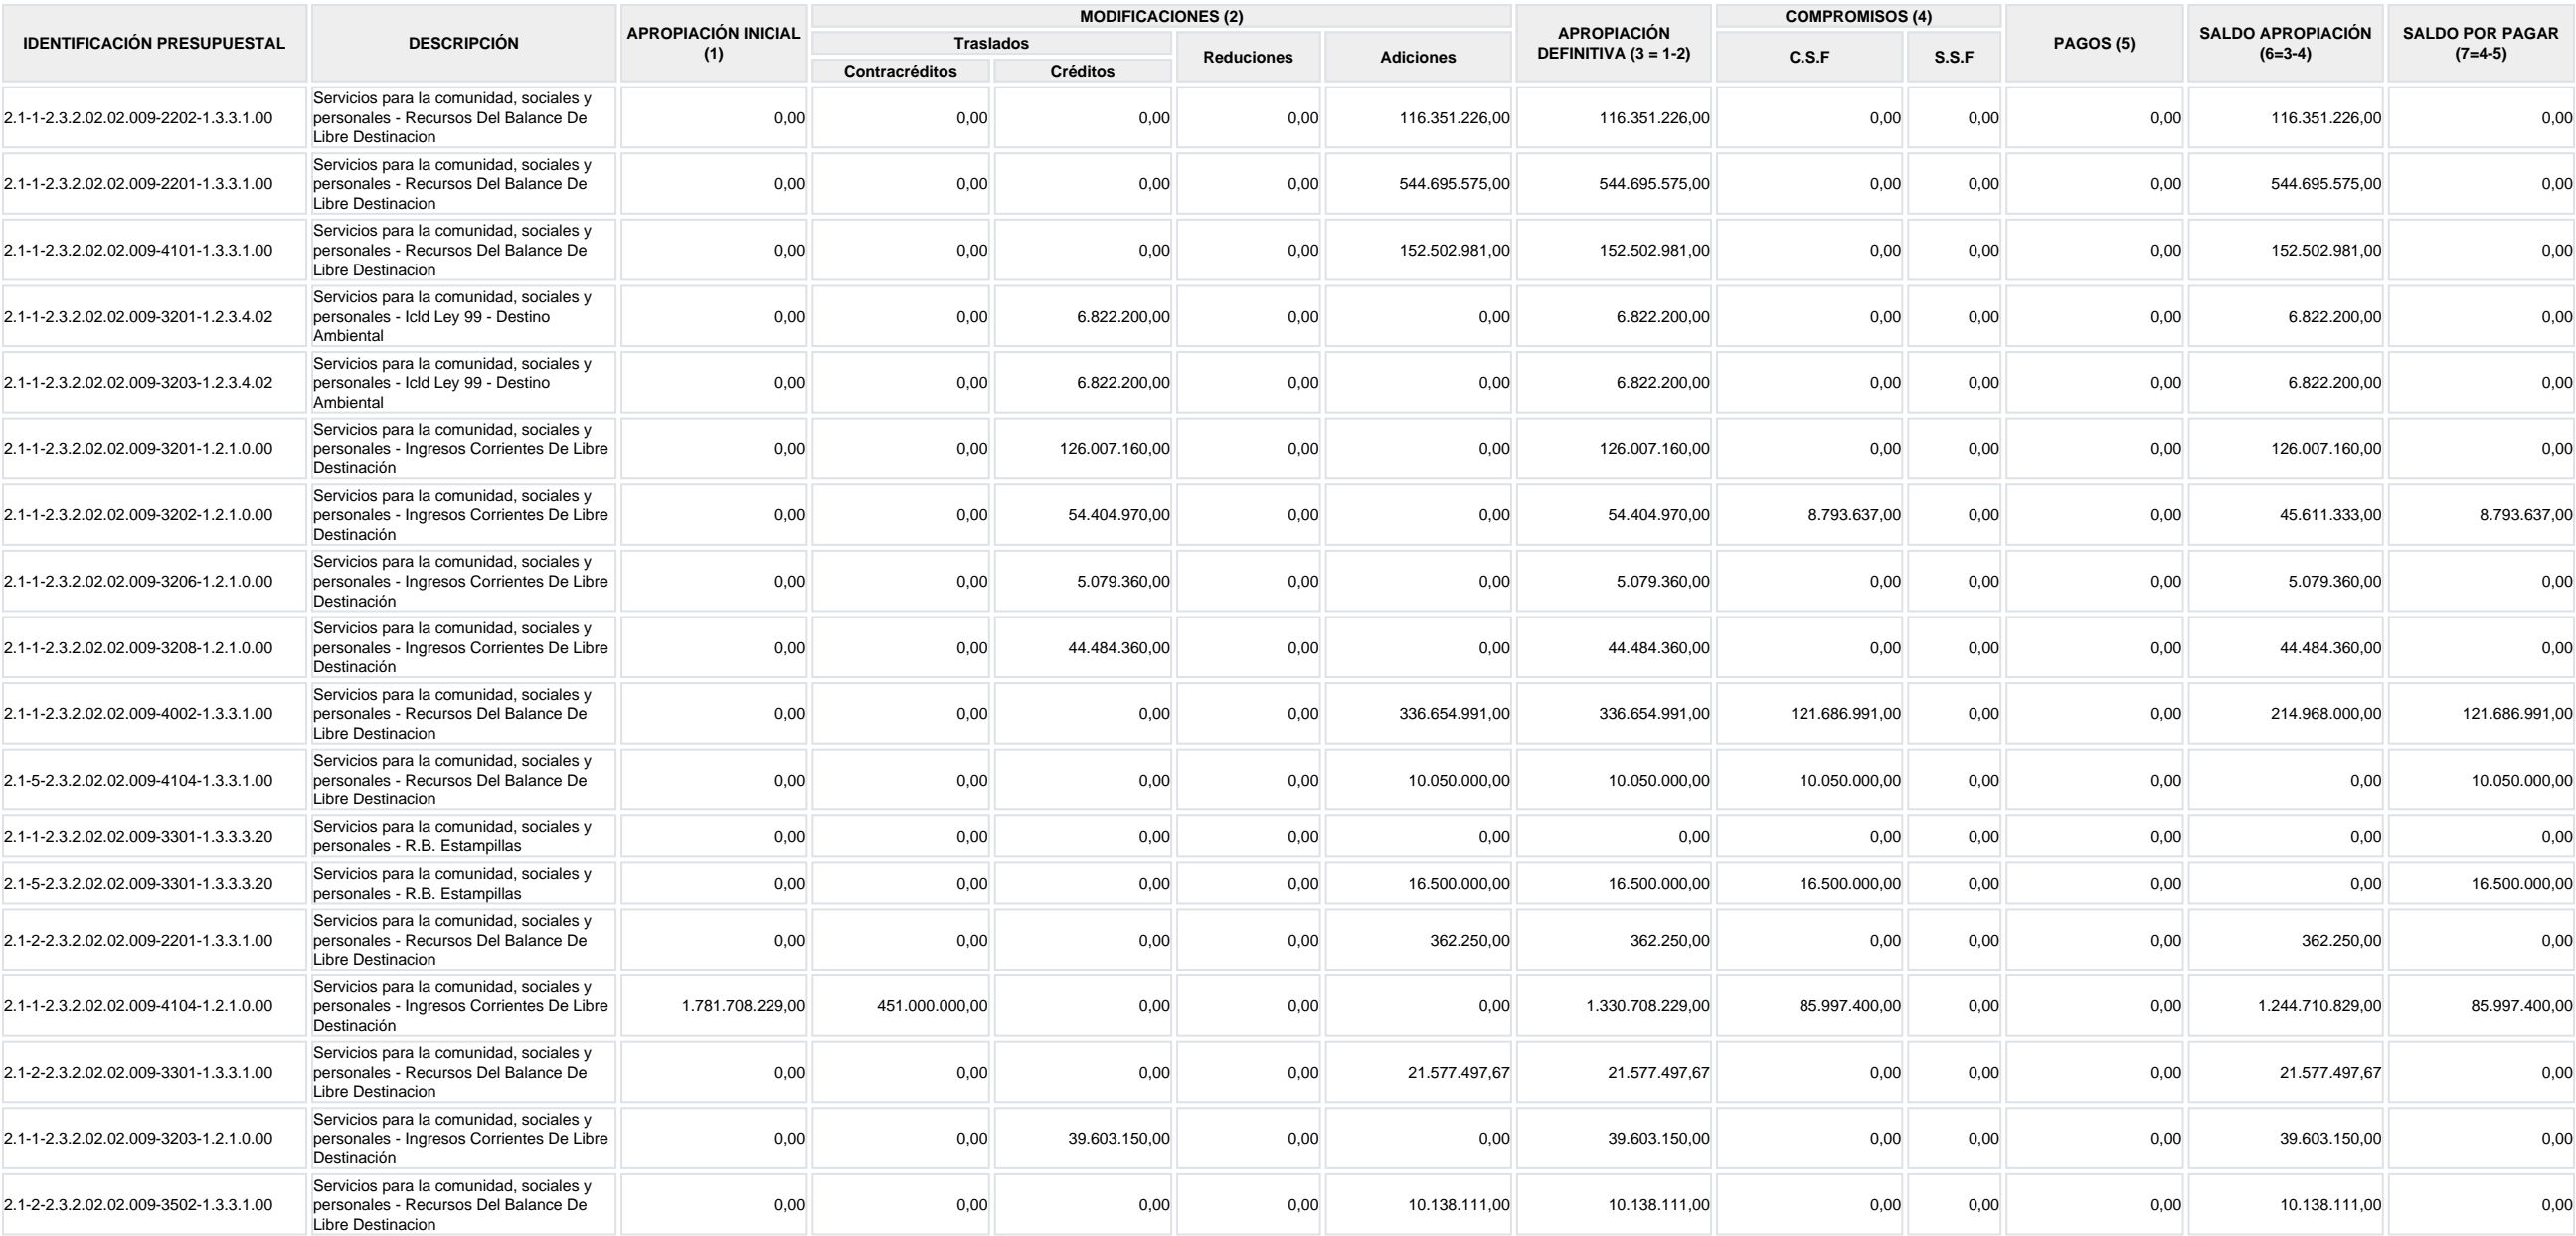 IDENTIFICACIÓN PRESUPUESTAL DESCRIPCIÓN APROPIACIÓN INICIAL (1) MODIFICACIONES (2) APROPIACIÓN DEFINITIVA (3 = 1-2) COMPROMISOS (4) PAGOS (5) SALDO APROPIACIÓN (6=3-4) SALDO POR PAGAR (7=4-5)
Traslados Reduciones Adiciones C.S.F S.S.F
Contracréditos Créditos
2.1-1-2.3.2.02.02.009-2202-1.3.3.1.00 Servicios para la comunidad, sociales y personales - Recursos Del Balance De Libre Destinacion 0,00 0,00 0,00 0,00 116.351.226,00 116.351.226,00 0,00 0,00 0,00 116.351.226,00 0,00
2.1-1-2.3.2.02.02.009-2201-1.3.3.1.00 Servicios para la comunidad, sociales y personales - Recursos Del Balance De Libre Destinacion 0,00 0,00 0,00 0,00 544.695.575,00 544.695.575,00 0,00 0,00 0,00 544.695.575,00 0,00
2.1-1-2.3.2.02.02.009-4101-1.3.3.1.00 Servicios para la comunidad, sociales y personales - Recursos Del Balance De Libre Destinacion 0,00 0,00 0,00 0,00 152.502.981,00 152.502.981,00 0,00 0,00 0,00 152.502.981,00 0,00
2.1-1-2.3.2.02.02.009-3201-1.2.3.4.02 Servicios para la comunidad, sociales y personales - Icld Ley 99 - Destino Ambiental 0,00 0,00 6.822.200,00 0,00 0,00 6.822.200,00 0,00 0,00 0,00 6.822.200,00 0,00
2.1-1-2.3.2.02.02.009-3203-1.2.3.4.02 Servicios para la comunidad, sociales y personales - Icld Ley 99 - Destino Ambiental 0,00 0,00 6.822.200,00 0,00 0,00 6.822.200,00 0,00 0,00 0,00 6.822.200,00 0,00
2.1-1-2.3.2.02.02.009-3201-1.2.1.0.00 Servicios para la comunidad, sociales y personales - Ingresos Corrientes De Libre Destinación 0,00 0,00 126.007.160,00 0,00 0,00 126.007.160,00 0,00 0,00 0,00 126.007.160,00 0,00
2.1-1-2.3.2.02.02.009-3202-1.2.1.0.00 Servicios para la comunidad, sociales y personales - Ingresos Corrientes De Libre Destinación 0,00 0,00 54.404.970,00 0,00 0,00 54.404.970,00 8.793.637,00 0,00 0,00 45.611.333,00 8.793.637,00
2.1-1-2.3.2.02.02.009-3206-1.2.1.0.00 Servicios para la comunidad, sociales y personales - Ingresos Corrientes De Libre Destinación 0,00 0,00 5.079.360,00 0,00 0,00 5.079.360,00 0,00 0,00 0,00 5.079.360,00 0,00
2.1-1-2.3.2.02.02.009-3208-1.2.1.0.00 Servicios para la comunidad, sociales y personales - Ingresos Corrientes De Libre Destinación 0,00 0,00 44.484.360,00 0,00 0,00 44.484.360,00 0,00 0,00 0,00 44.484.360,00 0,00
2.1-1-2.3.2.02.02.009-4002-1.3.3.1.00 Servicios para la comunidad, sociales y personales - Recursos Del Balance De Libre Destinacion 0,00 0,00 0,00 0,00 336.654.991,00 336.654.991,00 121.686.991,00 0,00 0,00 214.968.000,00 121.686.991,00
2.1-5-2.3.2.02.02.009-4104-1.3.3.1.00 Servicios para la comunidad, sociales y personales - Recursos Del Balance De Libre Destinacion 0,00 0,00 0,00 0,00 10.050.000,00 10.050.000,00 10.050.000,00 0,00 0,00 0,00 10.050.000,00
2.1-1-2.3.2.02.02.009-3301-1.3.3.3.20 Servicios para la comunidad, sociales y personales - R.B. Estampillas 0,00 0,00 0,00 0,00 0,00 0,00 0,00 0,00 0,00 0,00 0,00
2.1-5-2.3.2.02.02.009-3301-1.3.3.3.20 Servicios para la comunidad, sociales y personales - R.B. Estampillas 0,00 0,00 0,00 0,00 16.500.000,00 16.500.000,00 16.500.000,00 0,00 0,00 0,00 16.500.000,00
2.1-2-2.3.2.02.02.009-2201-1.3.3.1.00 Servicios para la comunidad, sociales y personales - Recursos Del Balance De Libre Destinacion 0,00 0,00 0,00 0,00 362.250,00 362.250,00 0,00 0,00 0,00 362.250,00 0,00
2.1-1-2.3.2.02.02.009-4104-1.2.1.0.00 Servicios para la comunidad, sociales y personales - Ingresos Corrientes De Libre Destinación 1.781.708.229,00 451.000.000,00 0,00 0,00 0,00 1.330.708.229,00 85.997.400,00 0,00 0,00 1.244.710.829,00 85.997.400,00
2.1-2-2.3.2.02.02.009-3301-1.3.3.1.00 Servicios para la comunidad, sociales y personales - Recursos Del Balance De Libre Destinacion 0,00 0,00 0,00 0,00 21.577.497,67 21.577.497,67 0,00 0,00 0,00 21.577.497,67 0,00
2.1-1-2.3.2.02.02.009-3203-1.2.1.0.00 Servicios para la comunidad, sociales y personales - Ingresos Corrientes De Libre Destinación 0,00 0,00 39.603.150,00 0,00 0,00 39.603.150,00 0,00 0,00 0,00 39.603.150,00 0,00
2.1-2-2.3.2.02.02.009-3502-1.3.3.1.00 Servicios para la comunidad, sociales y personales - Recursos Del Balance De Libre Destinacion 0,00 0,00 0,00 0,00 10.138.111,00 10.138.111,00 0,00 0,00 0,00 10.138.111,00 0,00